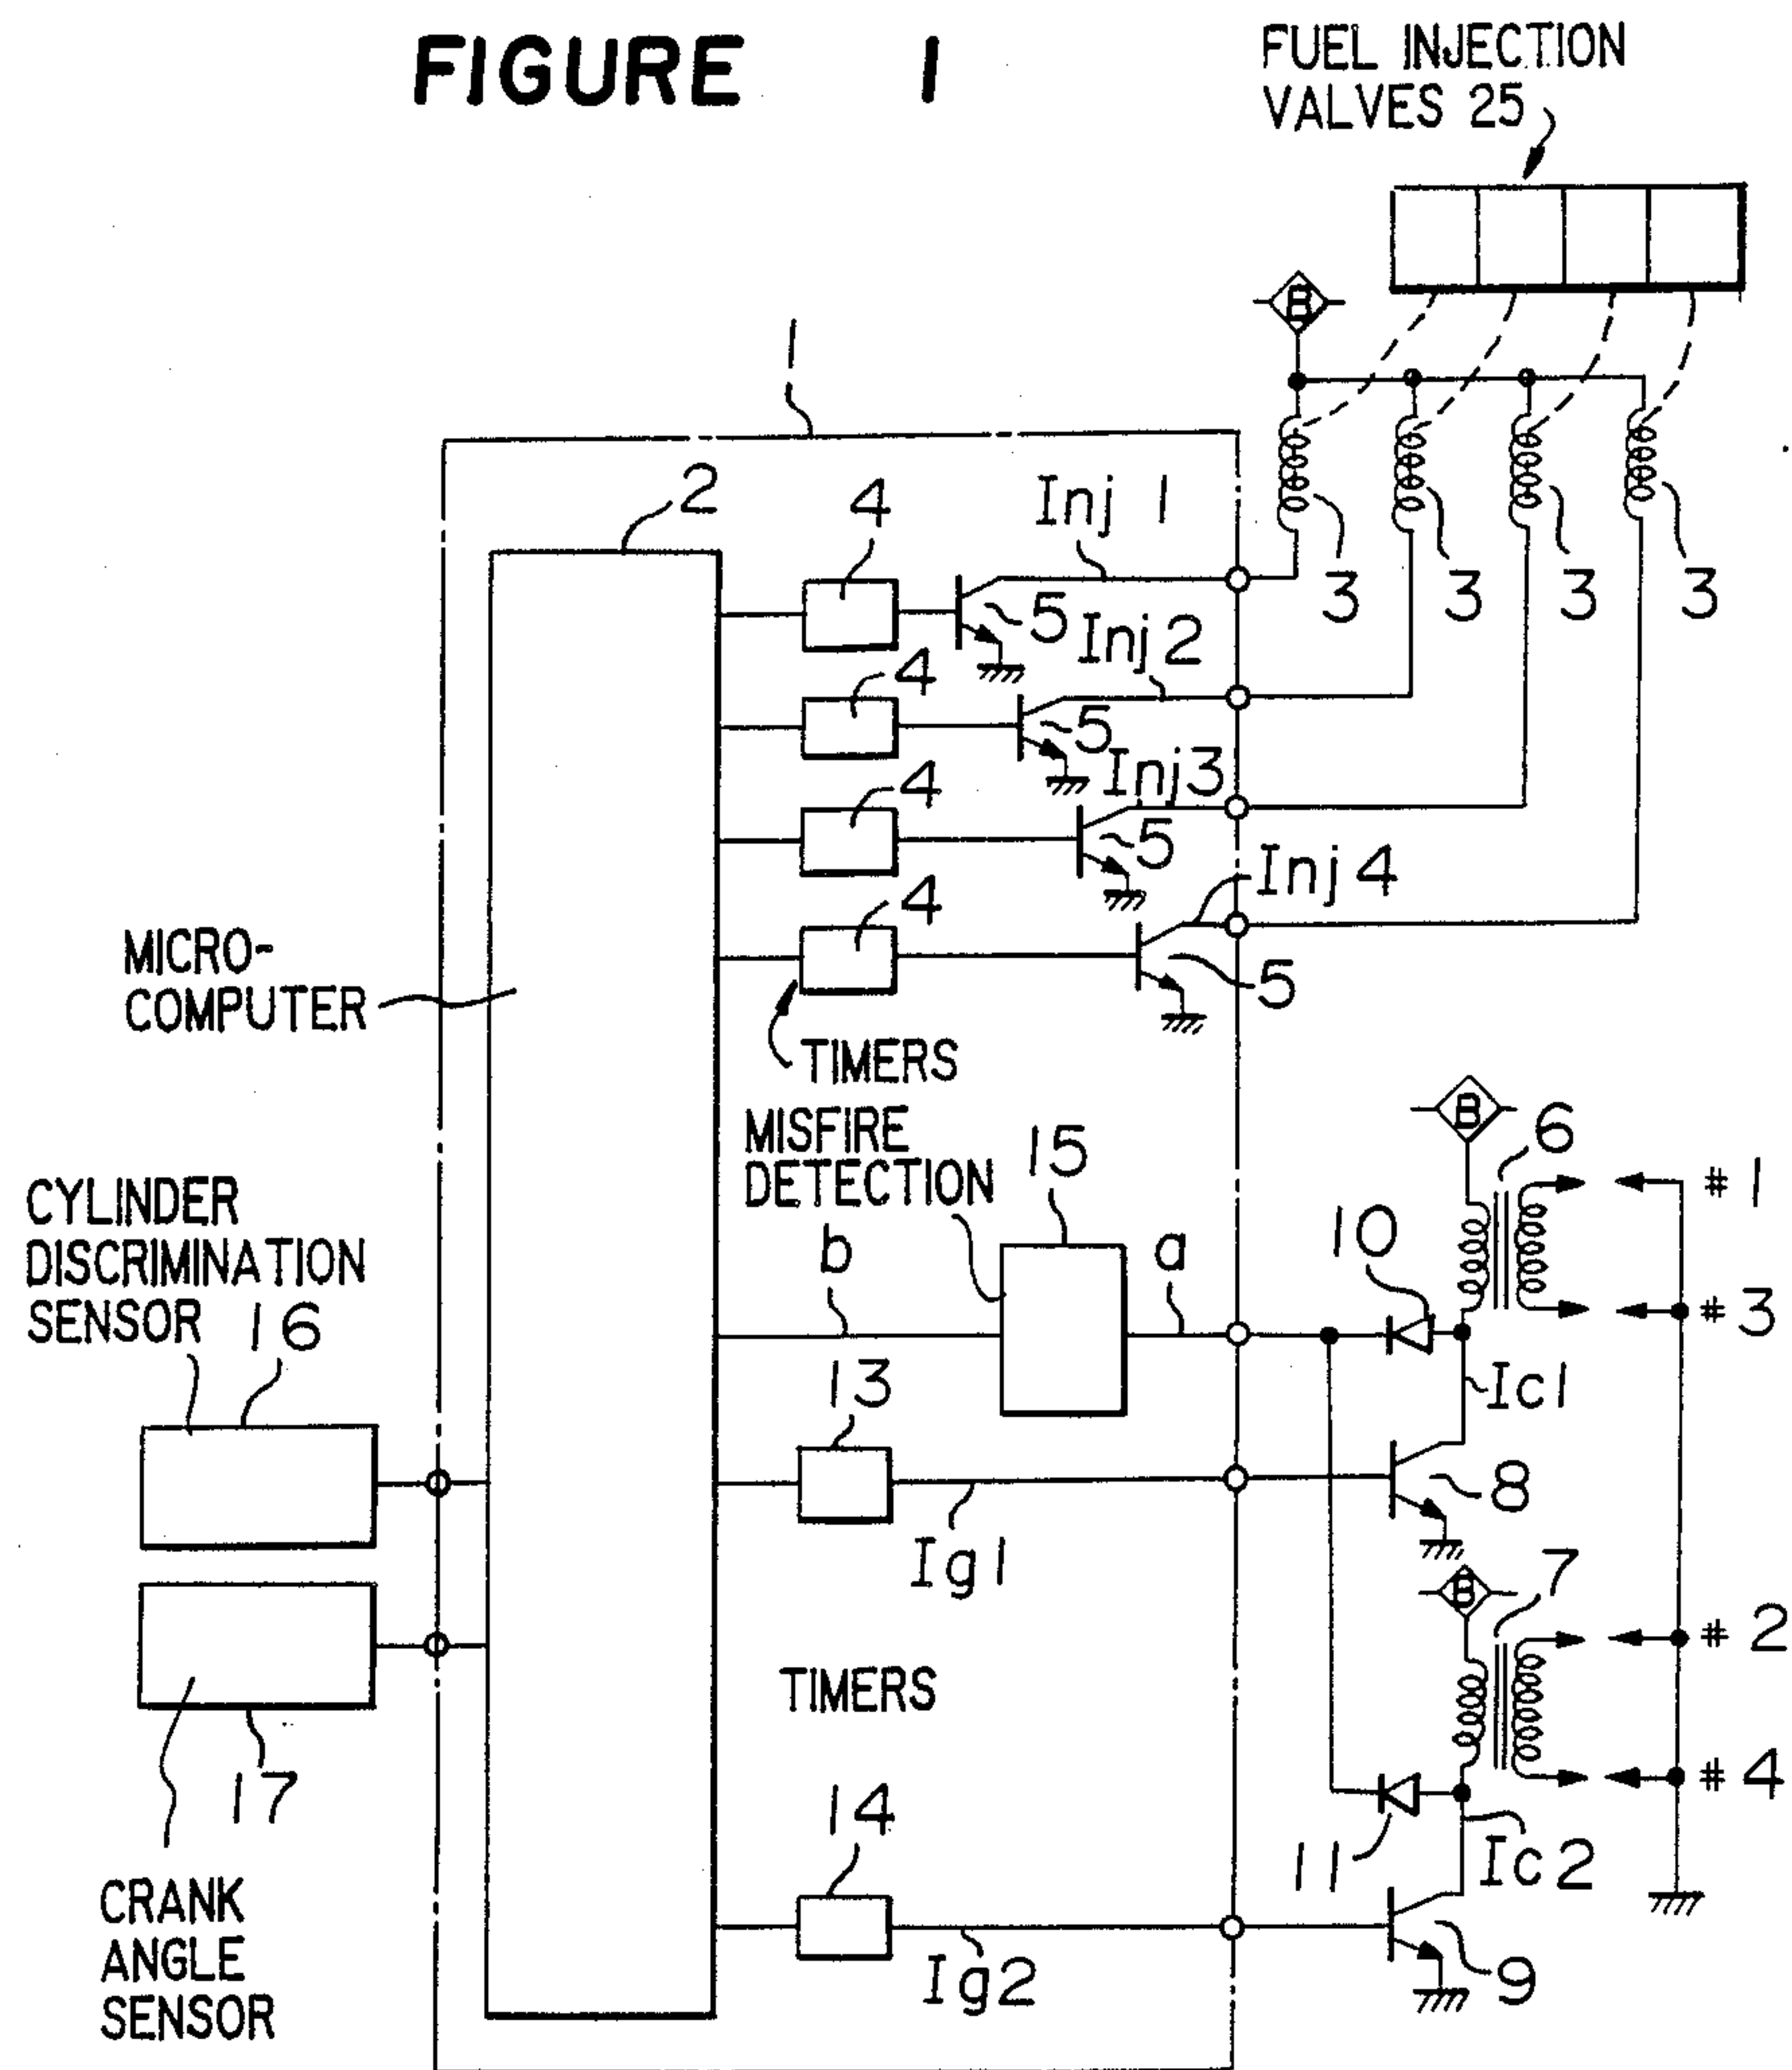 FIGURE 1
FUEL INJECTION
VALVES 25
B
1
2
4
Inj 1
3
3
3
3
5
4
Inj 2
5
4
Inj 3
5
4
Inj 4
5
MICRO-
COMPUTER
TIMERS
MISFIRE
DETECTION
15
B
6
# 1
CYLINDER
DISCRIMINATION
SENSOR
16
b
a
10
# 3
13
Ic1
8
Ig1
B
7
# 2
TIMERS
17
# 4
14
11
Ic2
CRANK
ANGLE
SENSOR
Ig2
9